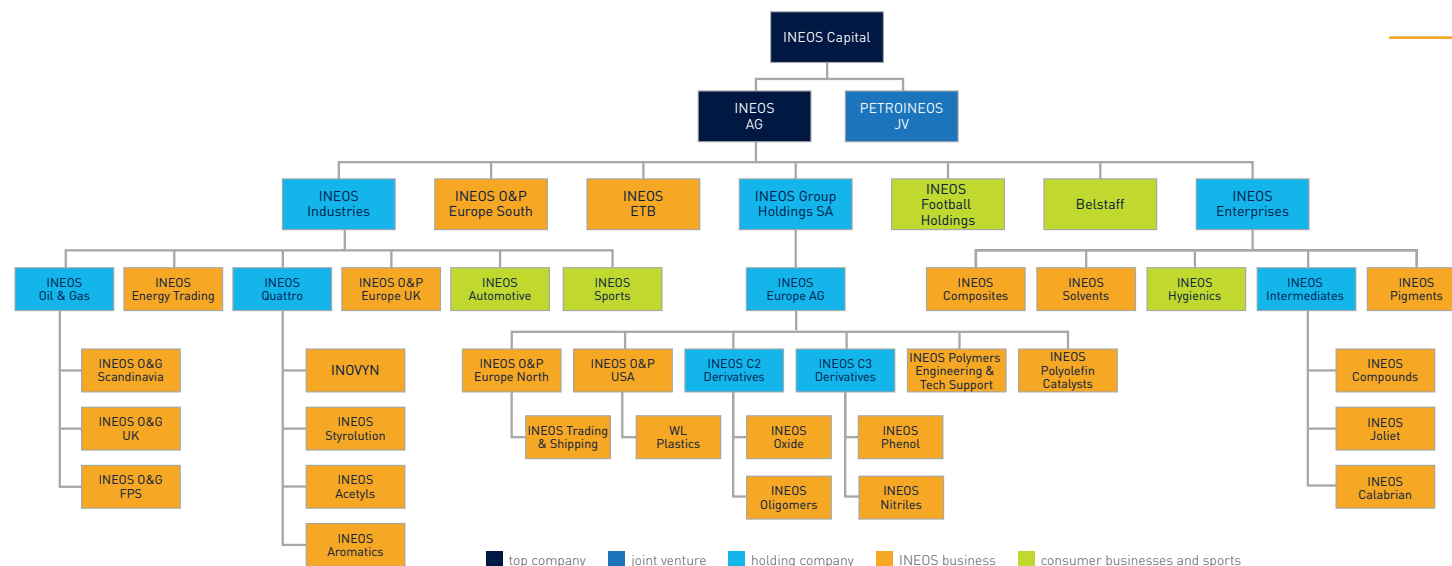 INEOS Capital
INEOS
AG
PETROINEOS
JV
INEOS
Industries
INEOS O&P
Europe South
INEOS
ETB
INEOS Group
Holdings SA
INEOS
Football
Holdings
Belstaff
INEOS
Enterprises
INEOS
Oil & Gas
INEOS
Energy Trading
INEOS
Quattro
INEOS O&P
Europe UK
INEOS
Automotive
INEOS
Sports
INEOS
Europe AG
INEOS
Composites
INEOS
Solvents
INEOS
Hygienics
INEOS
Intermediates
INEOS
Pigments
INEOS O&G
Scandinavia
INOVYN
INEOS O&P
Europe North
INEOS O&P
USA
INEOS C2
Derivatives
INEOS C3
Derivatives
INEOS Polymers
Engineering &
Tech Support
INEOS
Polyolefin
Catalysts
INEOS
Compounds
INEOS O&G
UK
INEOS
Styrolution
INEOS Trading
& Shipping
WL
Plastics
INEOS
Oxide
INEOS
Phenol
INEOS
Joliet
INEOS O&G
FPS
INEOS
Acetyls
INEOS
Oligomers
INEOS
Nitriles
INEOS
Calabrian
INEOS
Aromatics
top company
joint venture
holding company
INEOS business
consumer businesses and sports